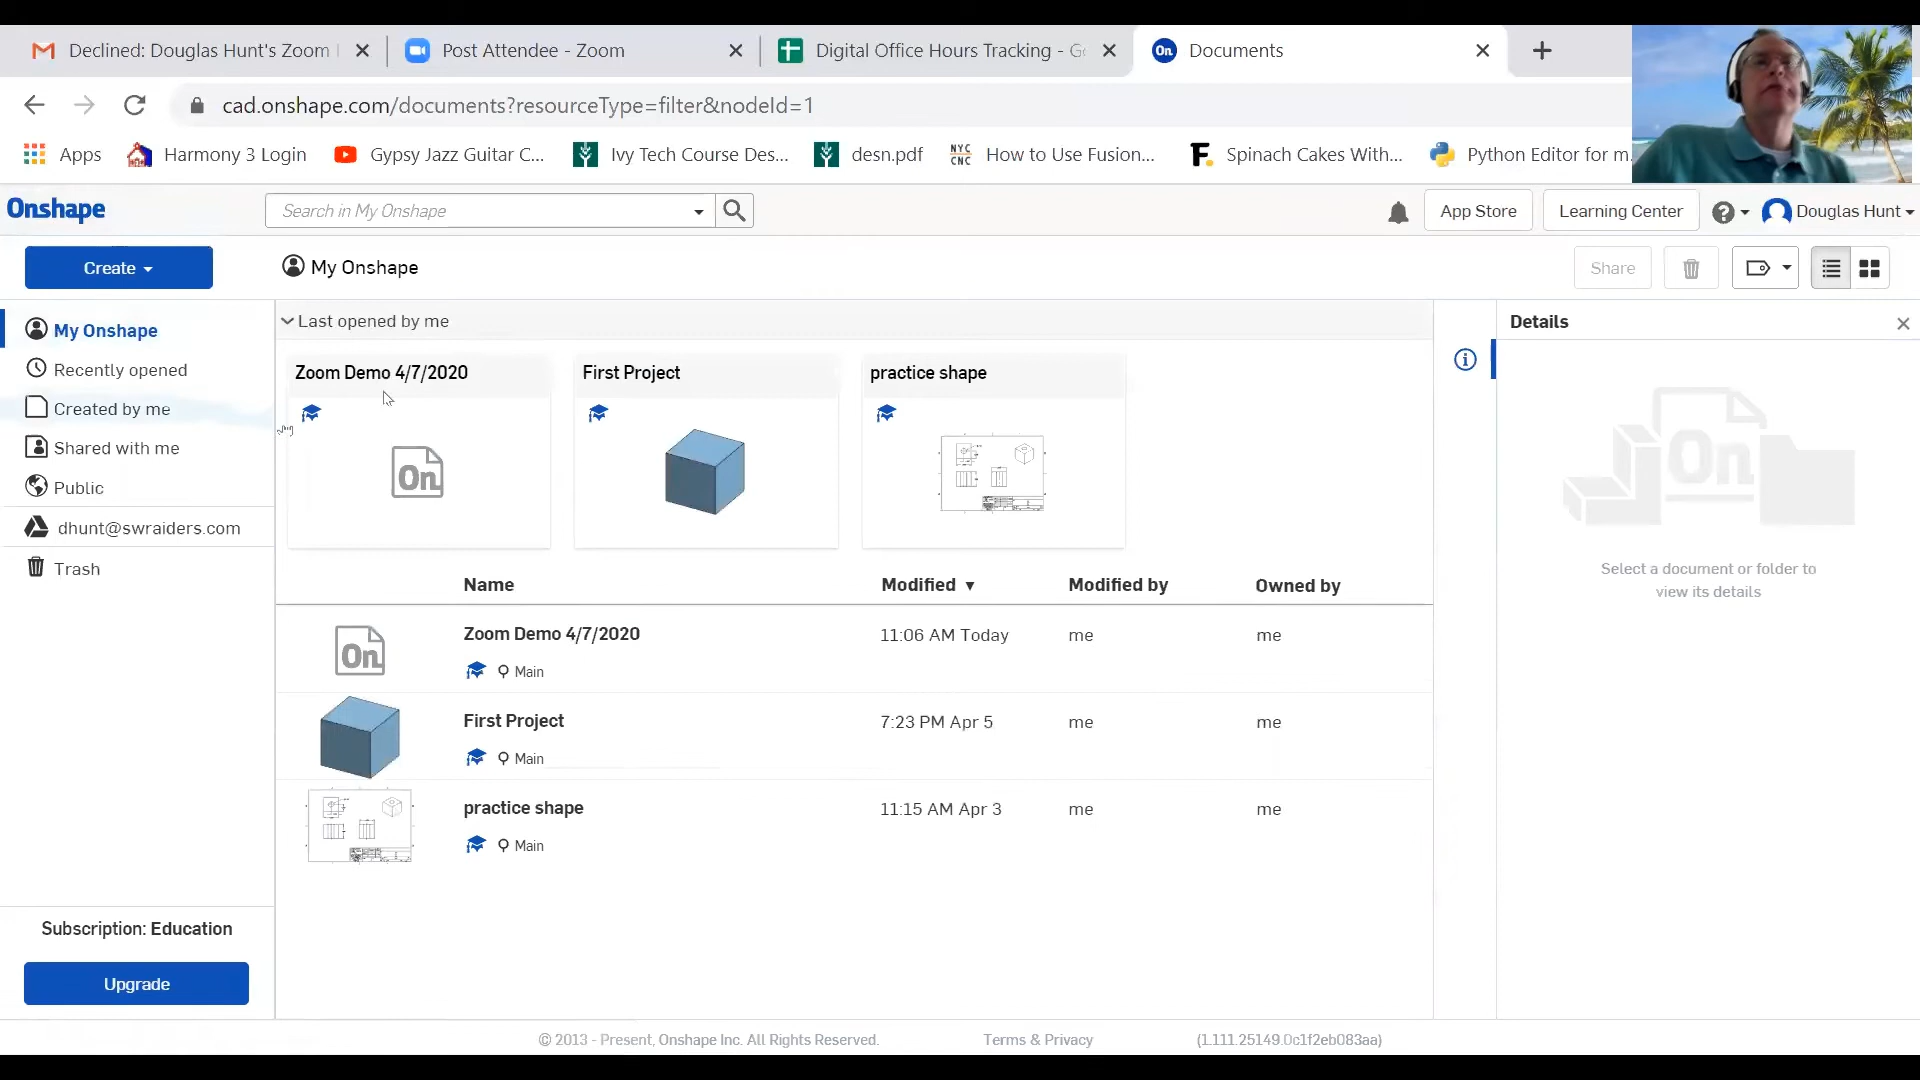 Declined: Douglas Hunt's Zoom
Post Attendee - Zoom
Digital Office Hours Tracking - Go
Documents
cad.onshape.com/documents?resourceType=filter&nodeId=1
Apps
Harmony 3 Login
Gypsy Jazz Guitar C...
Ivy Tech Course Des...
desn.pdf
NYC CNC
How to Use Fusion...
F. Spinach Cakes With...
Python Editor for m
Onshape
Search in My Onshape
App Store
Learning Center
Douglas Hunt
Create
My Onshape
Share
My Onshape
Recently opened
Created by me
Shared with me
Public
dhunt@swraiders.com
Trash
Last opened by me
Zoom Demo 4/7/2020
First Project
practice shape
On
Details
On
Select a document or folder to
view its details
Name Modified Modified by Owned by
On
Zoom Demo 4/7/2020 11:06 AM Today me me
Main
First Project 7:23 PM Apr 5 me me
Main
practice shape 11:15 AM Apr 3 me me
Main
Subscription: Education
Upgrade
© 2013 - Present, Onshape Inc. All Rights Reserved. Terms & Privacy (1.111.25149.0c1f2eb083aa)